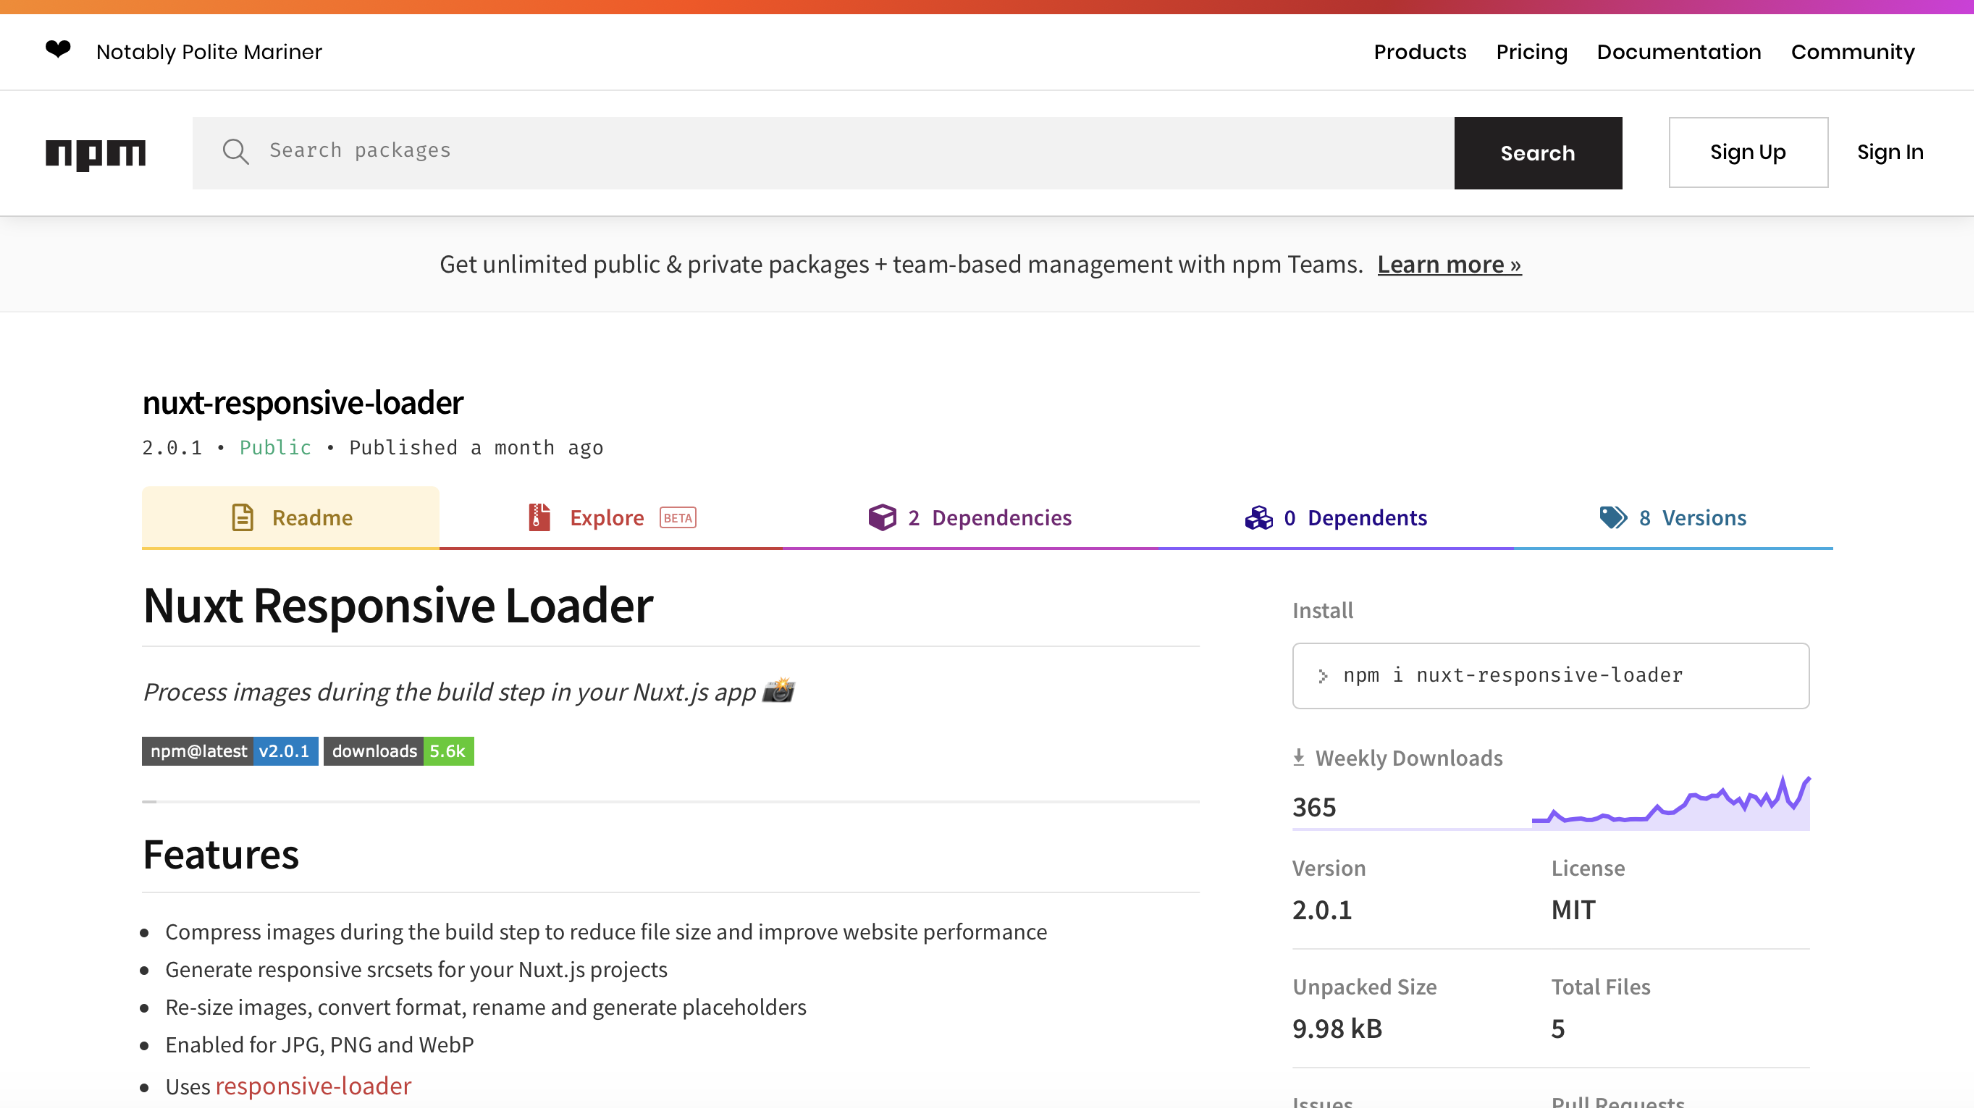 ❤ Notably Polite Mariner Products Pricing Documentation Community
npm Search packages Search Sign Up Sign In
Get unlimited public & private packages + team-based management with npm Teams. Learn more »
nuxt-responsive-loader
2.0.1 • Public • Published a month ago
Readme Explore BETA 2 Dependencies 0 Dependents 8 Versions
Nuxt Responsive Loader
Process images during the build step in your Nuxt.js app 📸
npm@latest v2.0.1 downloads 5.6k
Features
• Compress images during the build step to reduce file size and improve website performance
• Generate responsive srcsets for your Nuxt.js projects
• Re-size images, convert format, rename and generate placeholders
• Enabled for JPG, PNG and WebP
• Uses responsive-loader
Install
> npm i nuxt-responsive-loader
Weekly Downloads
365
Version License
2.0.1 MIT
Unpacked Size Total Files
9.98 kB 5
Issues Pull Requests